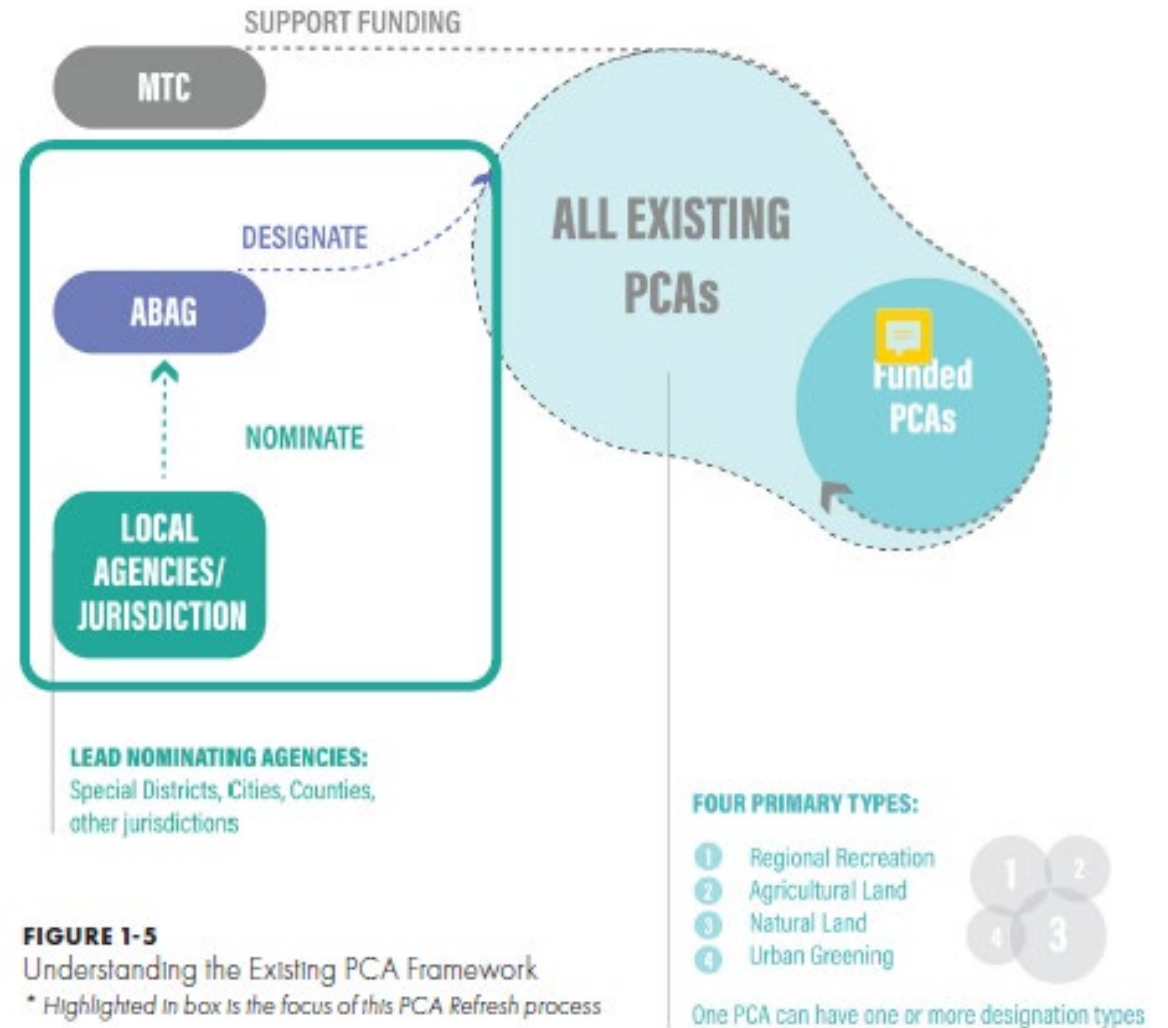 SUPPORT FUNDING
MTC
DESIGNATE
ABAG
NOMINATE
LOCAL
AGENCIES/
JURISDICTION
ALL EXISTING
PCAs
Funded
PCAs
LEAD NOMINATING AGENCIES:
Special Districts, Cities, Counties,
other jurisdictions
FOUR PRIMARY TYPES:
1 Regional Recreation
2 Agricultural Land
3 Natural Land
4 Urban Greening
1 2
4 3
One PCA can have one or more designation types
FIGURE 1-5
Understanding the Existing PCA Framework
* Highlighted in box is the focus of this PCA Refresh process